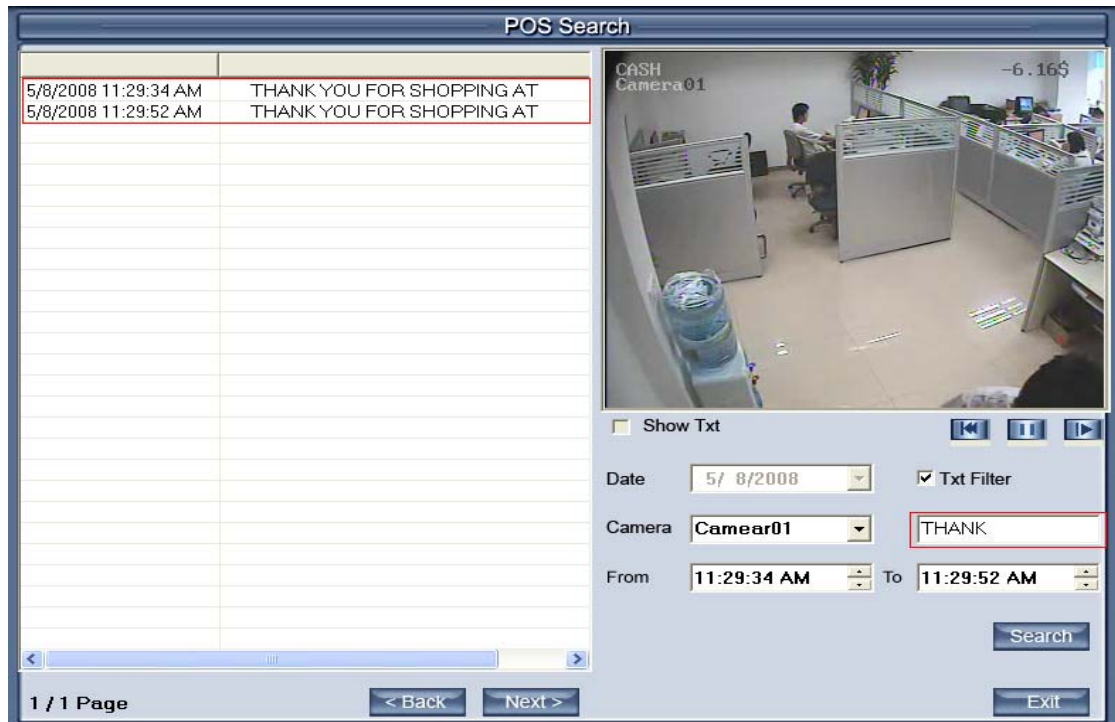 POS Search
5/8/2008 11:29:34 AM THANK YOU FOR SHOPPING AT
5/8/2008 11:29:52 AM THANK YOU FOR SHOPPING AT
CASH -6.16$
Camera01
Show Txt
Date 5/ 8/2008 Txt Filter
Camera Camear01 THANK
From 11:29:34 AM To 11:29:52 AM
Search
1 / 1 Page < Back Next > Exit